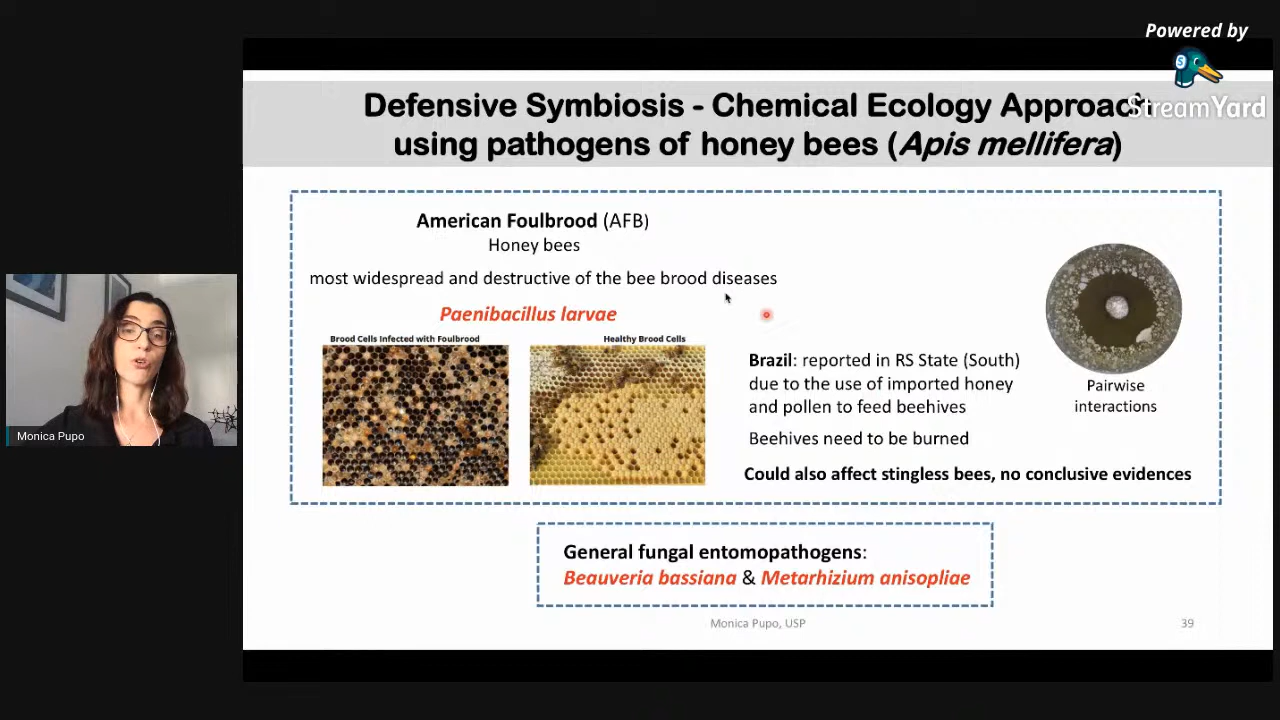 Powered by
StreamYard
Defensive Symbiosis - Chemical Ecology Approach
using pathogens of honey bees (Apis mellifera)
American Foulbrood (AFB)
Honey bees
most widespread and destructive of the bee brood diseases
Paenibacillus larvae
Brood Cells Infected with Foulbrood
Healthy Brood Cells
Brazil: reported in RS State (South)
due to the use of imported honey
and pollen to feed beehives
Beehives need to be burned
Could also affect stingless bees, no conclusive evidences
Pairwise
interactions
General fungal entomopathogens:
Beauveria bassiana & Metarhizium anisopliae
Monica Pupo, USP
39
Monica Pupo